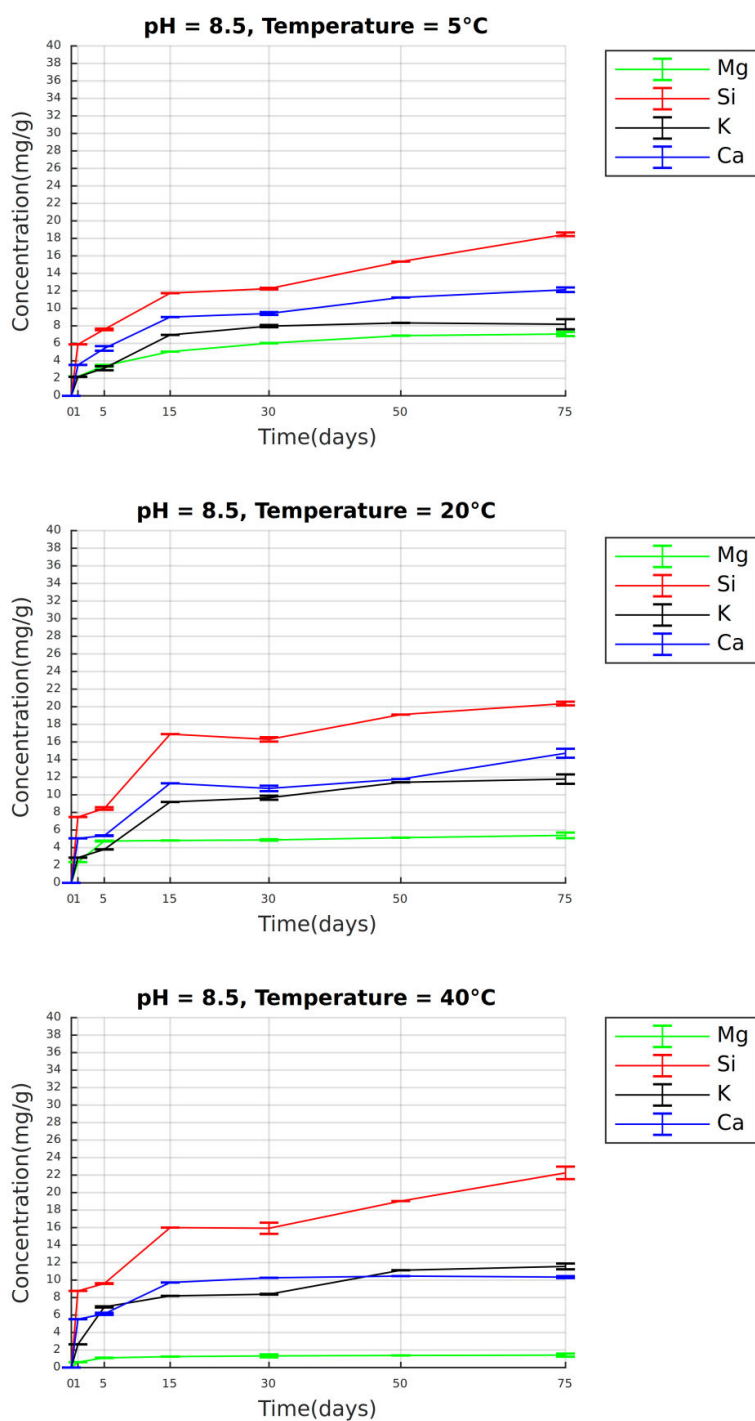 pH = 8.5, Temperature = 5°C
Concentration(mg/g)
40
38
36
34
32
30
28
26
24
22
20
18
16
14
12
10
8
6
4
2
0
01 5 15 30 50 75
Time(days)
Mg
Si
K
Ca
pH = 8.5, Temperature = 20°C
Concentration(mg/g)
40
38
36
34
32
30
28
26
24
22
20
18
16
14
12
10
8
6
4
2
0
01 5 15 30 50 75
Time(days)
Mg
Si
K
Ca
pH = 8.5, Temperature = 40°C
Concentration(mg/g)
40
38
36
34
32
30
28
26
24
22
20
18
16
14
12
10
8
6
4
2
0
01 5 15 30 50 75
Time(days)
Mg
Si
K
Ca